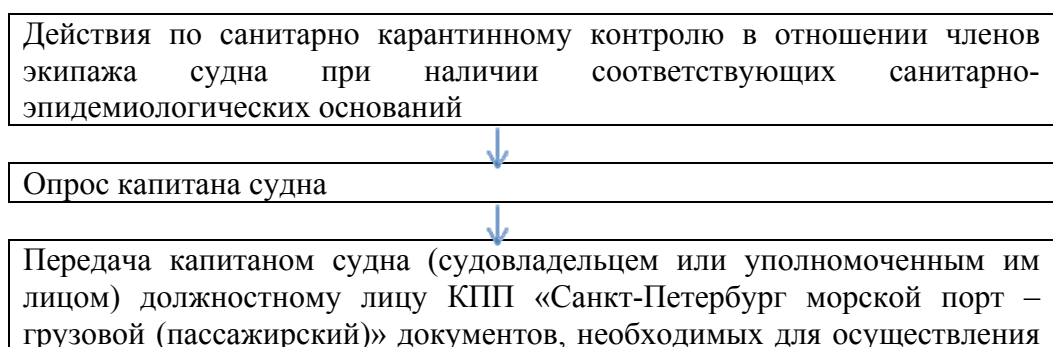 Действия по санитарно карантинному контролю в отношении членов
экипажа судна при наличии соответствующих санитарно-
эпидемиологических оснований
Опрос капитана судна
Передача капитаном судна (судовладельцем или уполномоченным им
лицом) должностному лицу КПП «Санкт-Петербург морской порт –
грузовой (пассажирский)» документов, необходимых для осуществления